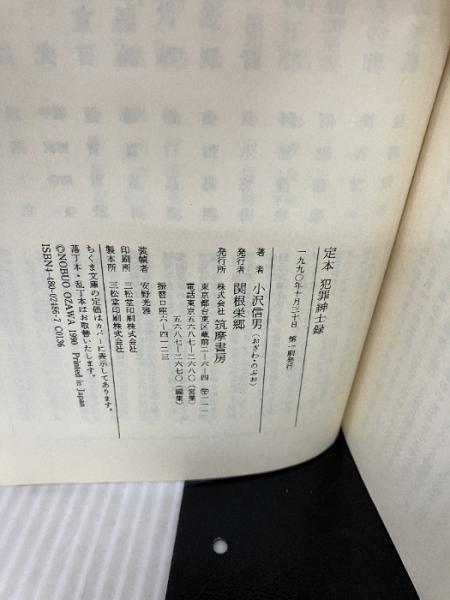 定本 犯罪紳士録
一九九〇年十月三十日 第一刷発行
著者 小沢信男(おざわ・のぶお)
発行者 関根栄郷
発行所 株式会社 筑摩書房
東京都台東区蔵前二—六—四 〒一一一
電話東京五六八七—二六八〇(営業)
五六八七—二六七〇(編集)
振替口座六—四一二三
装幀者 安野光雅
印刷所 三松堂印刷株式会社
製本所 三松堂印刷株式会社
ちくま文庫の定価はカバーに表示してあります。
落丁本・乱丁本はお取替いたします。
©NOBUO OZAWA 1990 Printed in Japan
ISBN4-480-02486-7 C0136